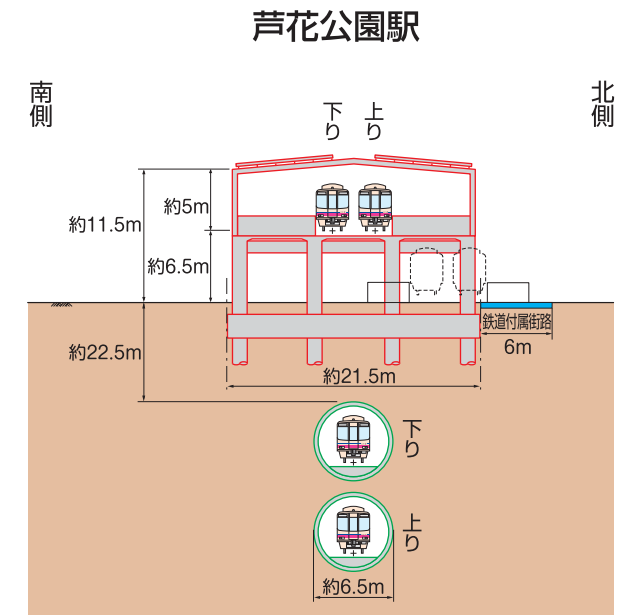 芦花公園駅
南側
北側
下り
上り
約5m
約11.5m
約6.5m
鉄道付属街路
6m
約22.5m
約21.5m
下り
上り
約6.5m